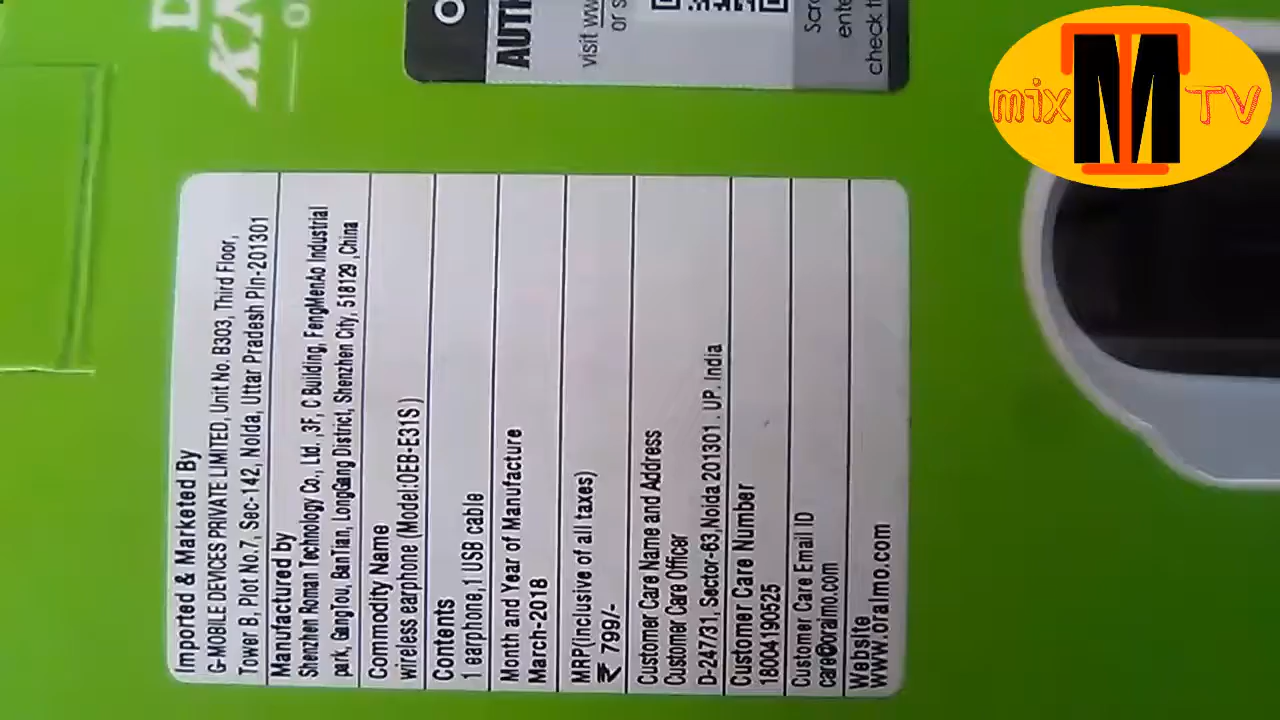 Imported & Marketed By
G-MOBILE DEVICES PRIVATE LIMITED, Unit No. B303, Third Floor,
Tower B, Plot No.7, Sec-142, Noida, Uttar Pradesh Pin-201301
Manufactured by
Shenzhen Roman Technology Co., Ltd. ,3F, C Building, FengMenAo Industrial
park, GangTou, BanTian, LongGang District, Shenzhen City, 518129 ,China
Commodity Name
wireless earphone (Model:OEB-E31S )
Contents
1 earphone,1 USB cable
Month and Year of Manufacture
March-2018
MRP(inclusive of all taxes)
₹ 799/-
Customer Care Name and Address
Customer Care Officer
D-247/31, Sector-63,Noida 201301 . UP . India
Customer Care Number
18004190525
Customer Care Email ID
care@oraimo.com
Website
www.oraimo.com
visit
or
check
mix MT TV